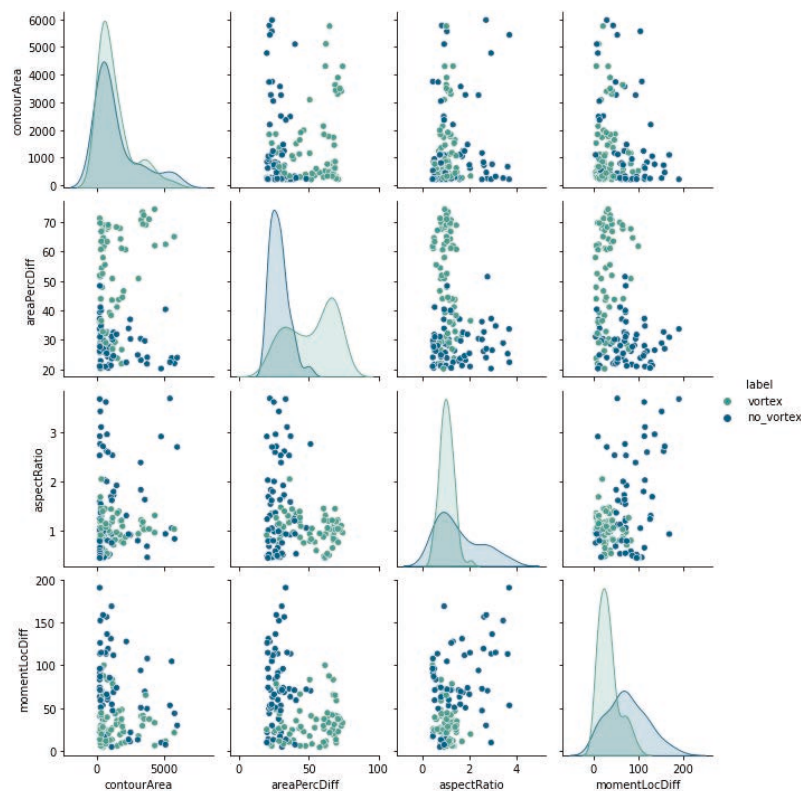 contourArea
6000
5000
4000
3000
2000
1000
0
areaPercDiff
70
60
50
40
30
20
label
vortex
no_vortex
aspectRatio
3
2
1
momentLocDiff
200
150
100
50
0
0 5000
0 50 100
0 2 4
0 100 200
contourArea
areaPercDiff
aspectRatio
momentLocDiff